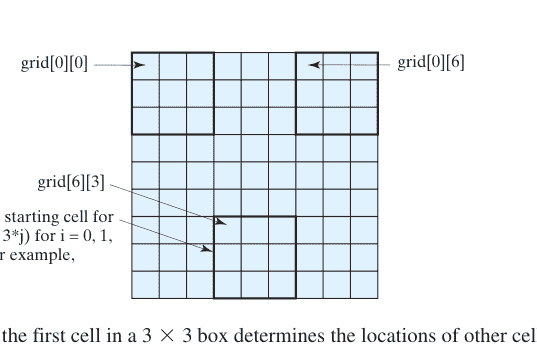 grid[0][0]
grid[0][6]
grid[6][3]
starting cell for
3*j) for i = 0, 1,
r example,
the first cell in a 3 × 3 box determines the locations of other cel